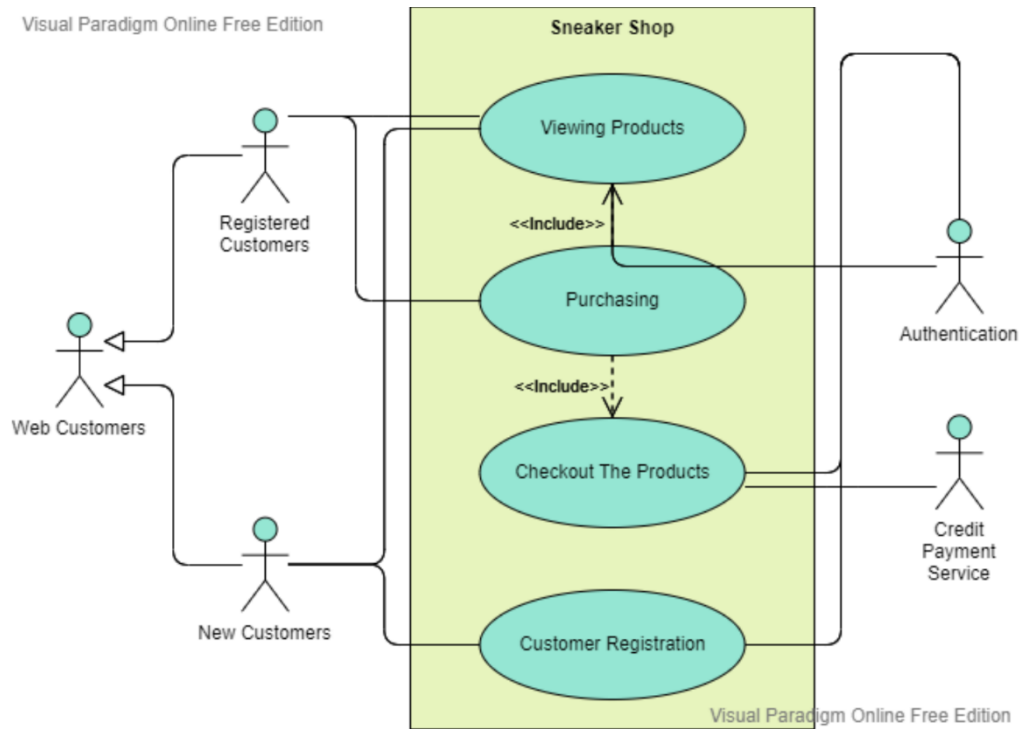 Visual Paradigm Online Free Edition
Sneaker Shop
Viewing Products
Registered
Customers
<<Include>>
Purchasing
Authentication
Web Customers
<<Include>>
Checkout The Products
Credit
Payment
Service
New Customers
Customer Registration
Visual Paradigm Online Free Edition